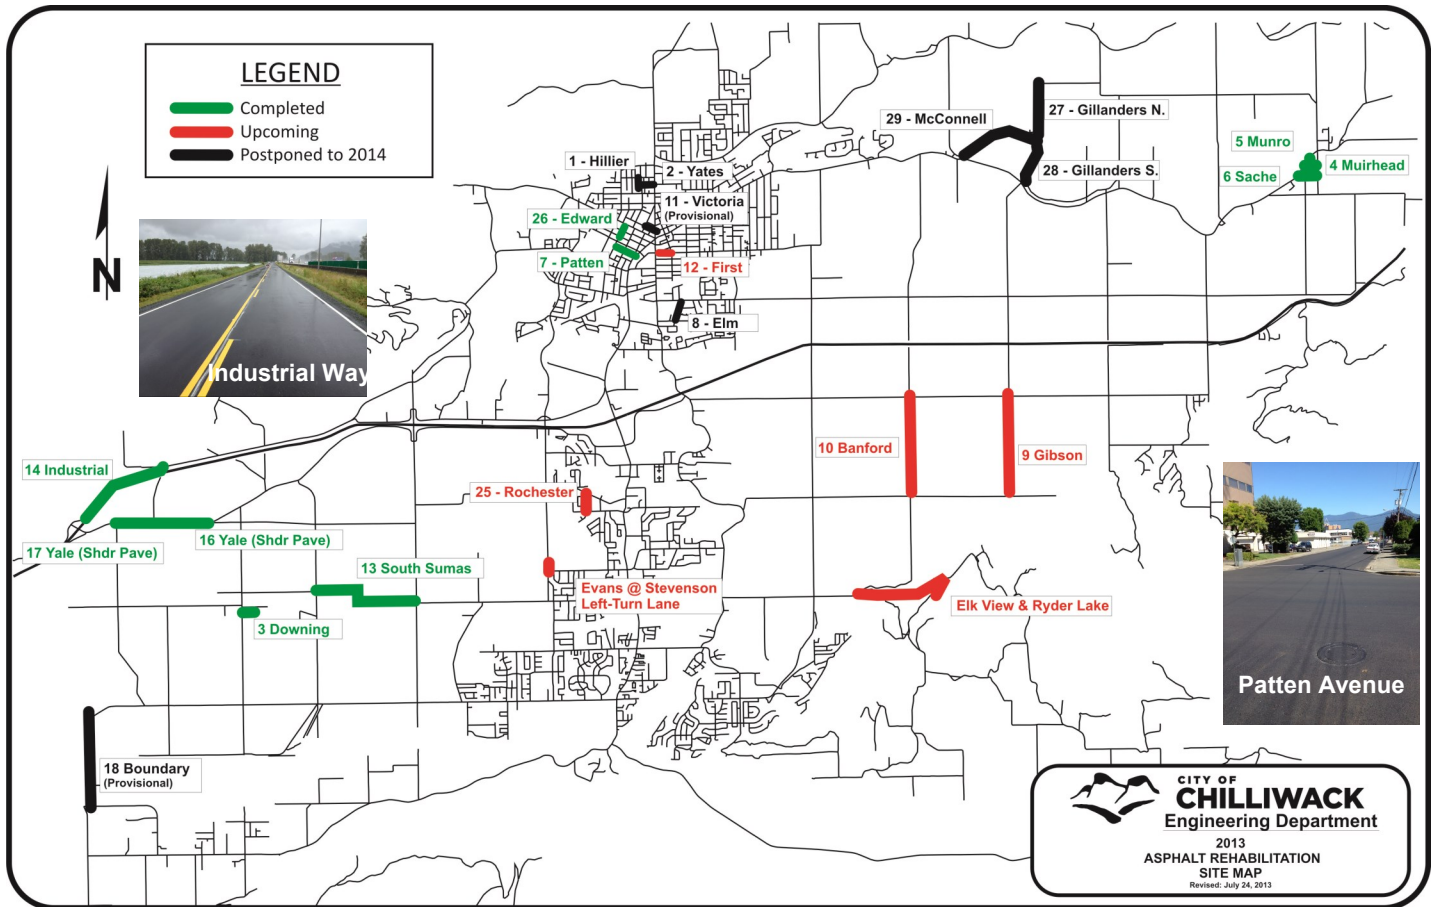 LEGEND
Completed
Upcoming
Postponed to 2014
N
Industrial Way
1 - Hillier
2 - Yates
11 - Victoria
(Provisional)
26 - Edward
7 - Patten
12 - First
8 - Elm
29 - McConnell
27 - Gillanders N.
28 - Gillanders S.
5 Munro
4 Muirhead
6 Sache
10 Banford
9 Gibson
14 Industrial
25 - Rochester
17 Yale (Shdr Pave)
16 Yale (Shdr Pave)
13 South Sumas
3 Downing
Evans @ Stevenson
Left-Turn Lane
Elk View & Ryder Lake
Patten Avenue
18 Boundary
(Provisional)
CITY OF
CHILLIWACK
Engineering Department
2013
ASPHALT REHABILITATION
SITE MAP
Revised: July 24, 2013